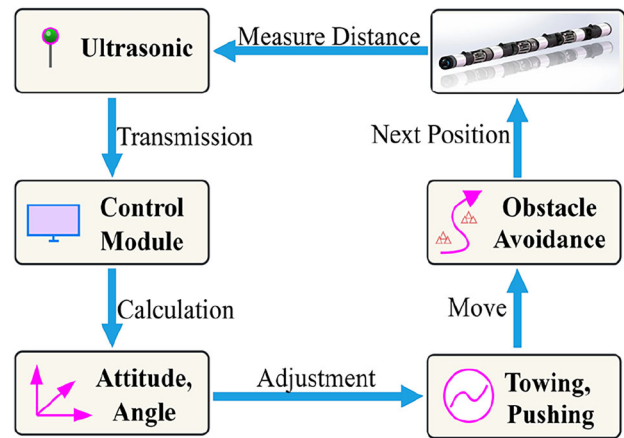 Measure Distance
Ultrasonic
Transmission
Next Position
Control
Module
Obstacle
Avoidance
Calculation
Move
Attitude,
Angle
Adjustment
Towing,
Pushing